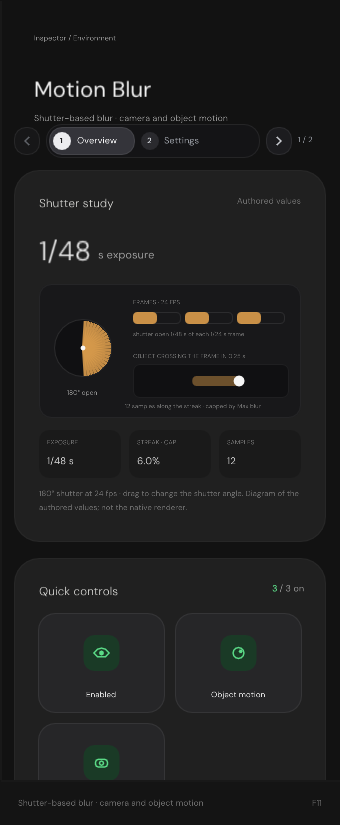 Inspector / Environment
Motion Blur
Shutter-based blur · camera and object motion
1 Overview 2 Settings 1 / 2
Shutter study Authored values
1/48 s exposure
FRAMES · 24 FPS
shutter open 1/48 s of each 1/24 s frame
OBJECT CROSSING THE FRAME IN 0.25 s
180° open
12 samples along the streak · capped by Max blur
EXPOSURE STREAK · CAP SAMPLES
1/48 s 6.0% 12
180° shutter at 24 fps · drag to change the shutter angle. Diagram of the
authored values; not the native renderer.
Quick controls 3 / 3 on
Enabled Object motion
Shutter-based blur · camera and object motion F11